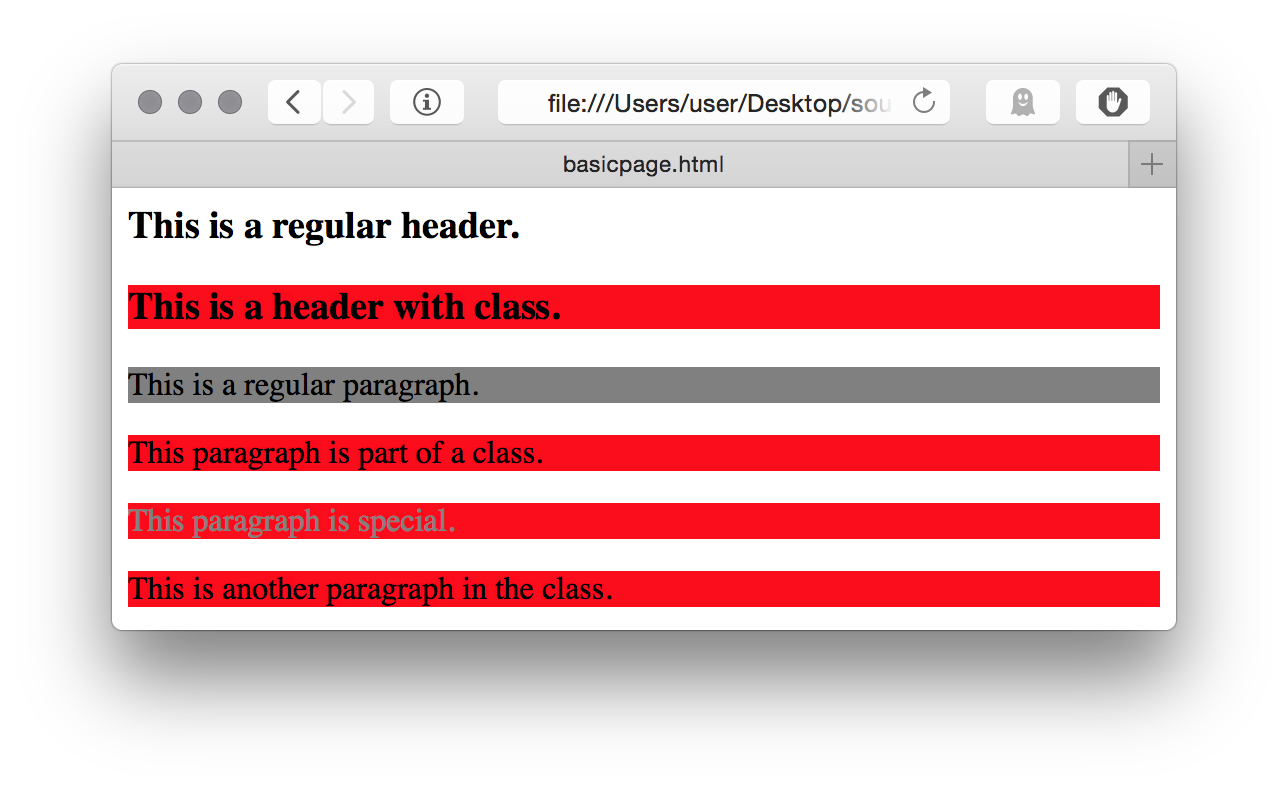 file:///Users/user/Desktop/sou
basicpage.html
This is a regular header.
This is a header with class.
This is a regular paragraph.
This paragraph is part of a class.
This paragraph is special.
This is another paragraph in the class.